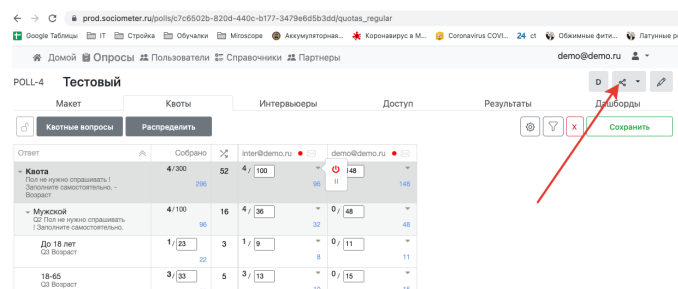 prod.sociometer.ru/polls/c7c6502b-820d-440c-b177-3479e6d5b3dd/quotas_regular
Google Таблицы IT Стройка Обучалки Miroscope Аккумуляторная... Коронавирус в М... Coronavirus COVI... 24 ct Обжимные фити... Латунные р
Домой Опросы Пользователи Справочники Партнеры demo@demo.ru
POLL-4 Тестовый D
Макет Квоты Интервьюеры Доступ Результаты Дашборды
Квотные вопросы Распределить X Сохранить
Ответ Собрано inter@demo.ru demo@demo.ru
Квота 4/300 52 4/ 100 148
Пол не нужно спрашивать !
Заполните самостоятельно. - 296 96 148
Возраст
Мужской 4/100 16 4/ 36 0/ 48
Q2 Пол не нужно спрашивать
! Заполните самостоятельно. 96 32 48
До 18 лет 1/ 23 3 1/ 9 0/ 11
Q3 Возраст 22 8 11
18-65 3/ 33 5 3/ 13 0/ 15
Q3 Возраст